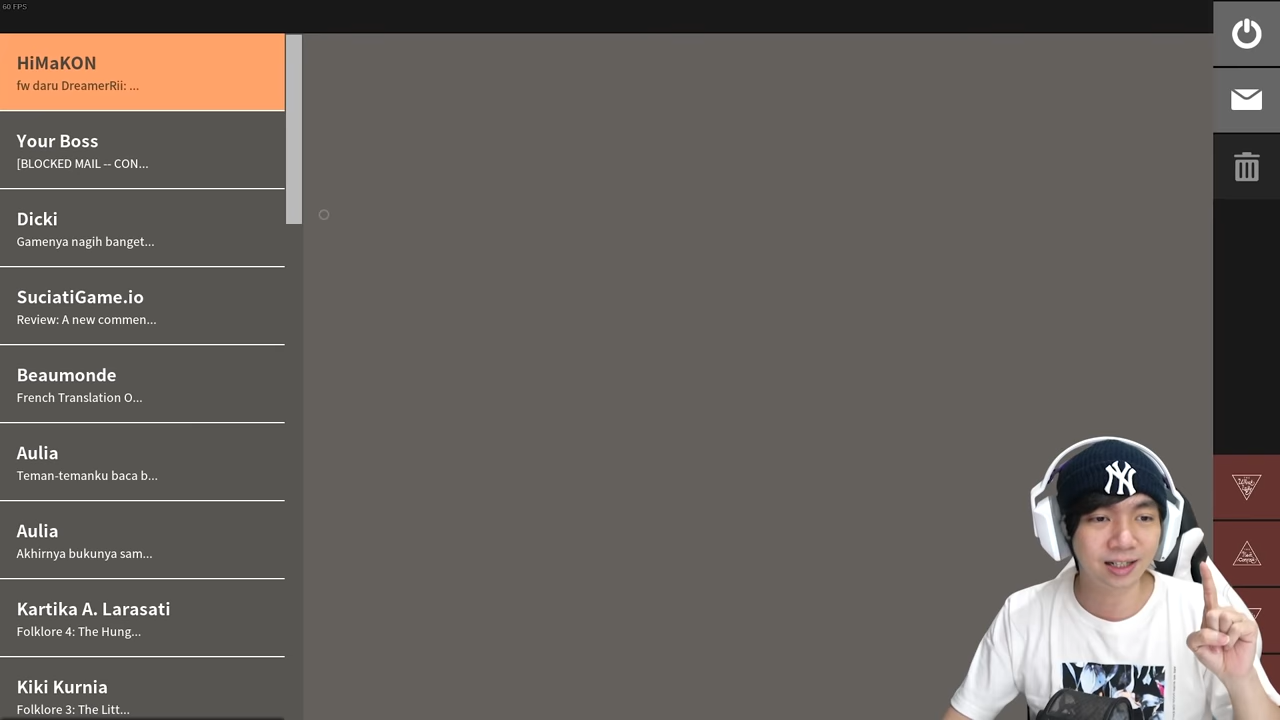 60 FPS
HiMaKON
fw daru DreamerRii: ...
Your Boss
[BLOCKED MAIL -- CON...
Dicki
Gamenya nagih banget...
SuciatiGame.io
Review: A new commen...
Beaumonde
French Translation O...
Aulia
Teman-temanku baca b...
Aulia
Akhirnya bukunya sam...
Kartika A. Larasati
Folklore 4: The Hung...
Kiki Kurnia
Folklore 3: The Litt...
NY